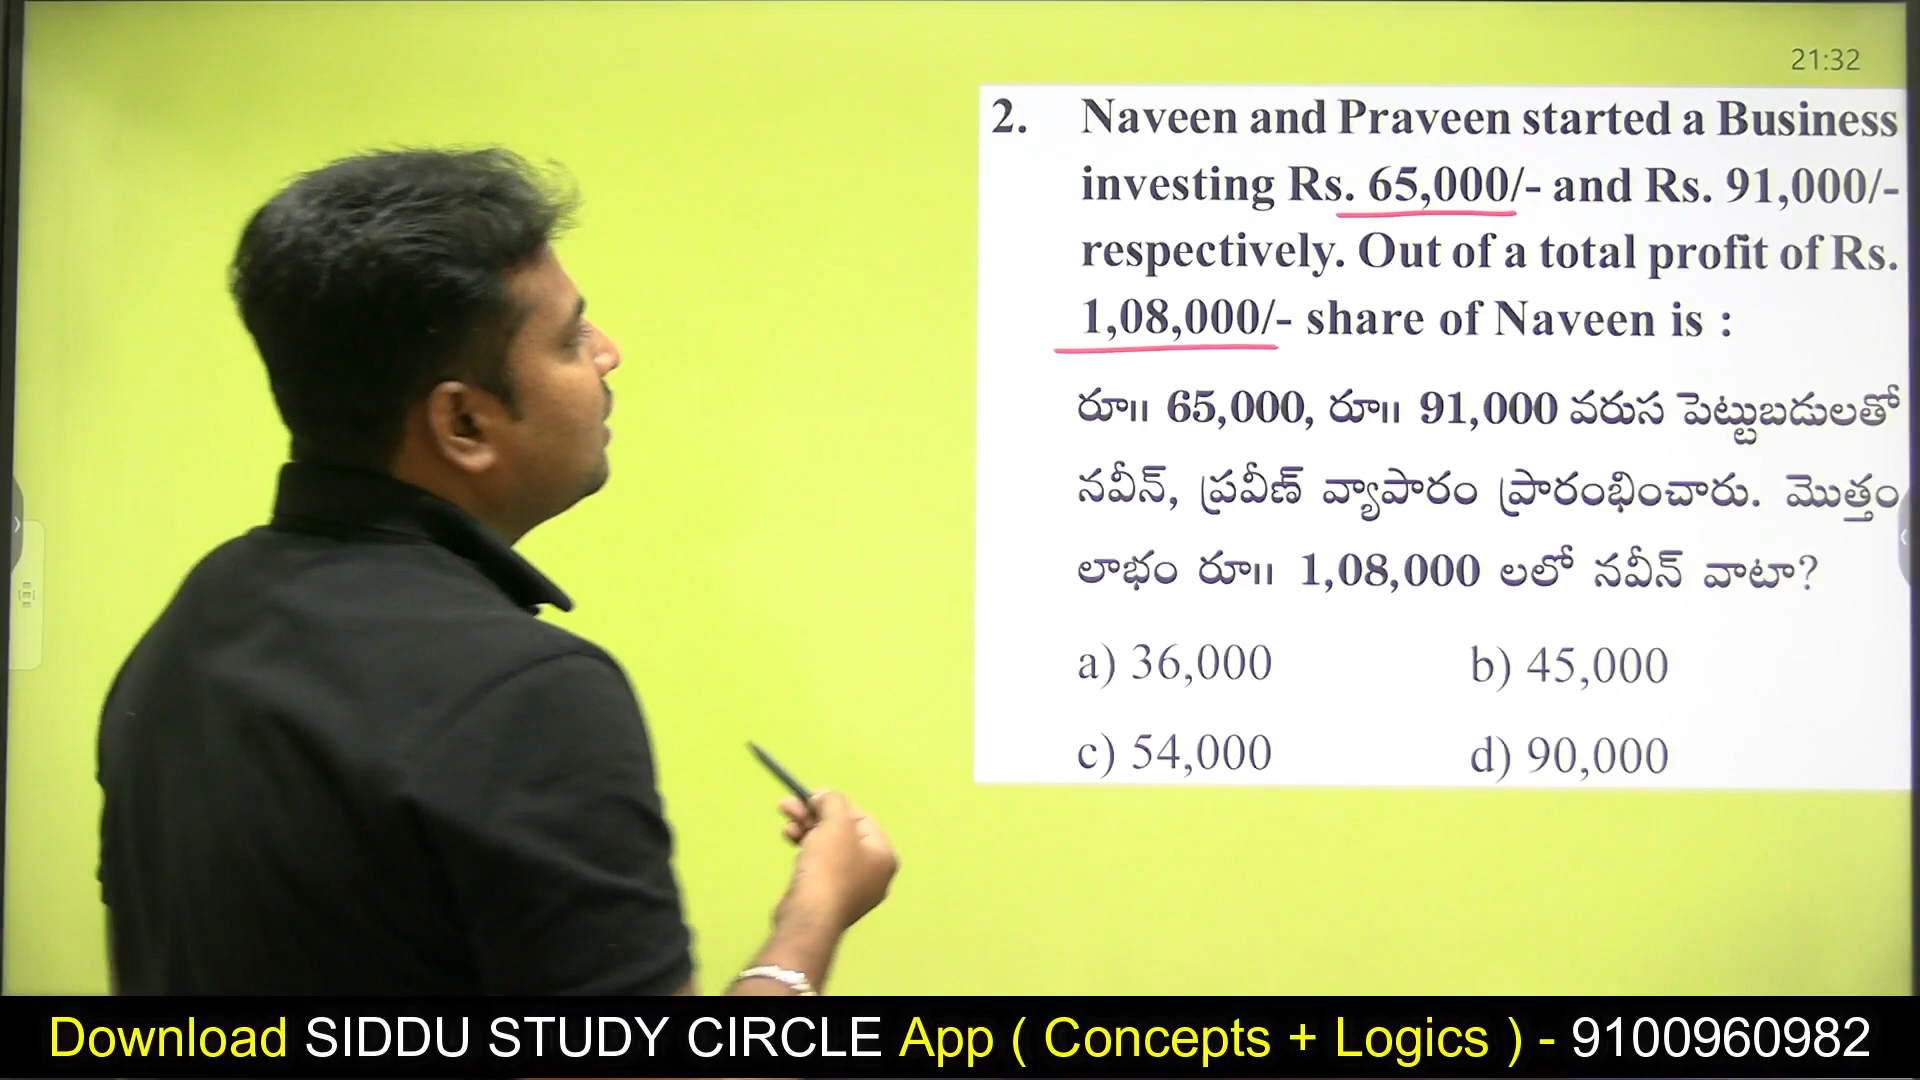 21:32
2. Naveen and Praveen started a Business
investing Rs. 65,000/- and Rs. 91,000/-
respectively. Out of a total profit of Rs.
1,08,000/- share of Naveen is :
రూ॥ 65,000, రూ॥ 91,000 వరుస పెట్టుబడులతో
నవీన్, ప్రవీణ్ వ్యాపారం ప్రారంభించారు. మొత్తం
లాభం రూ॥ 1,08,000 లలో నవీన్ వాటా?
a) 36,000 b) 45,000
c) 54,000 d) 90,000
Download SIDDU STUDY CIRCLE App ( Concepts + Logics ) - 9100960982